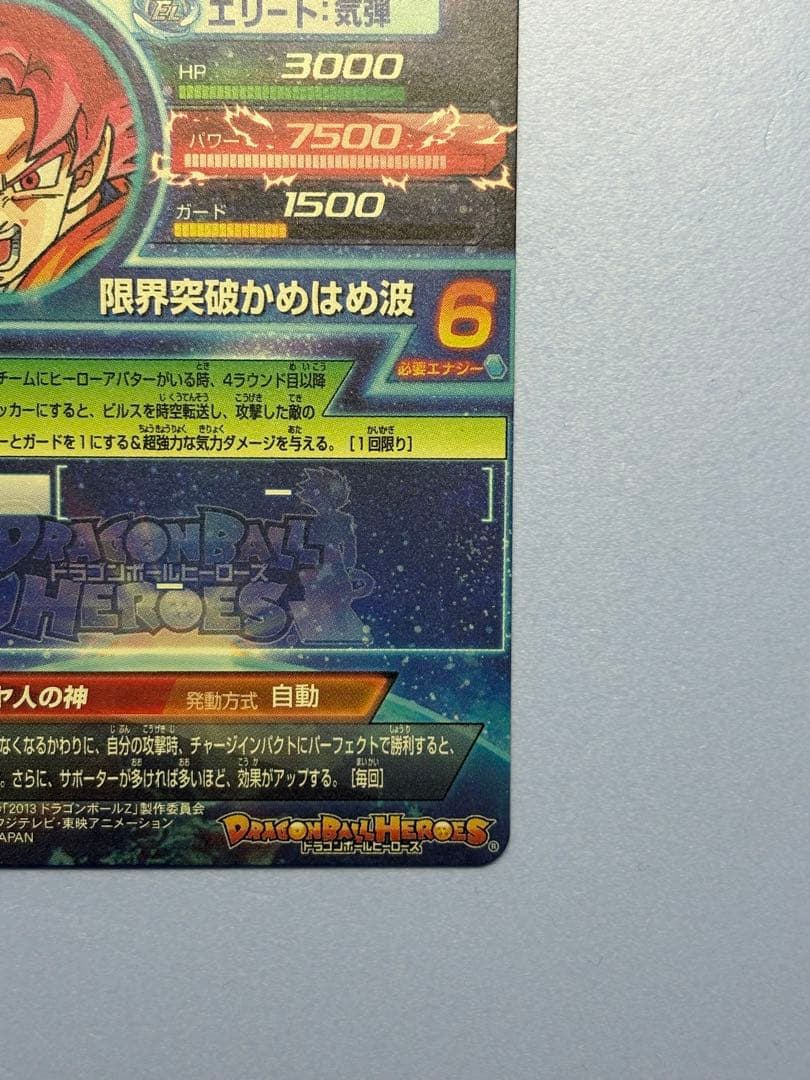 EL エリート:気弾
HP 3000
パワー 7500
ガード 1500
限界突破かめはめ波 6
必要エナジー
チームにヒーローアバターがいる時、4ラウンド目以降
ッカーにすると、ビルスを時空転送し、攻撃した敵の
ーとガードを1にする&超強力な気力ダメージを与える。[1回限り]
DRAGONBALL
ドラゴンボールヒーローズ
HEROES
ヤ人の神 発動方式 自動
なくなるかわりに、自分の攻撃時、チャージインパクトにパーフェクトで勝利すると、
。さらに、サポーターが多ければ多いほど、効果がアップする。[毎回]
「2013 ドラゴンボールZ」製作委員会
フジテレビ・東映アニメーション
JAPAN
DRAGONBALL HEROES
ドラゴンボールヒーローズ ®